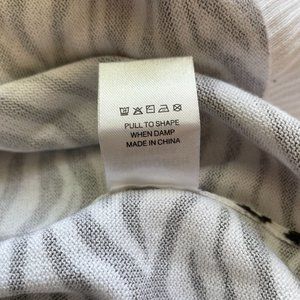 PULL TO SHAPE
WHEN DAMP
MADE IN CHINA